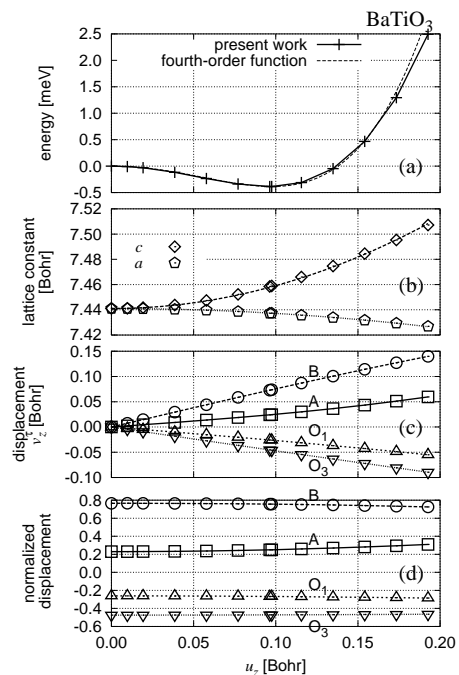 BaTiO3
present work
fourth-order function
energy [meV]
2.5
2.0
1.5
1.0
0.5
0.0
-0.5
(a)
lattice constant
[Bohr]
7.52
7.50
7.48
7.46
7.44
7.42
c
a
(b)
displacement
vzτ [Bohr]
0.15
0.10
0.05
0.00
-0.05
-0.10
B
A
O1
O3
(c)
normalized
displacement
0.8
0.6
0.4
0.2
0.0
-0.2
-0.4
-0.6
B
A
O1
O3
(d)
0.00 0.05 0.10 0.15 0.20
uz [Bohr]